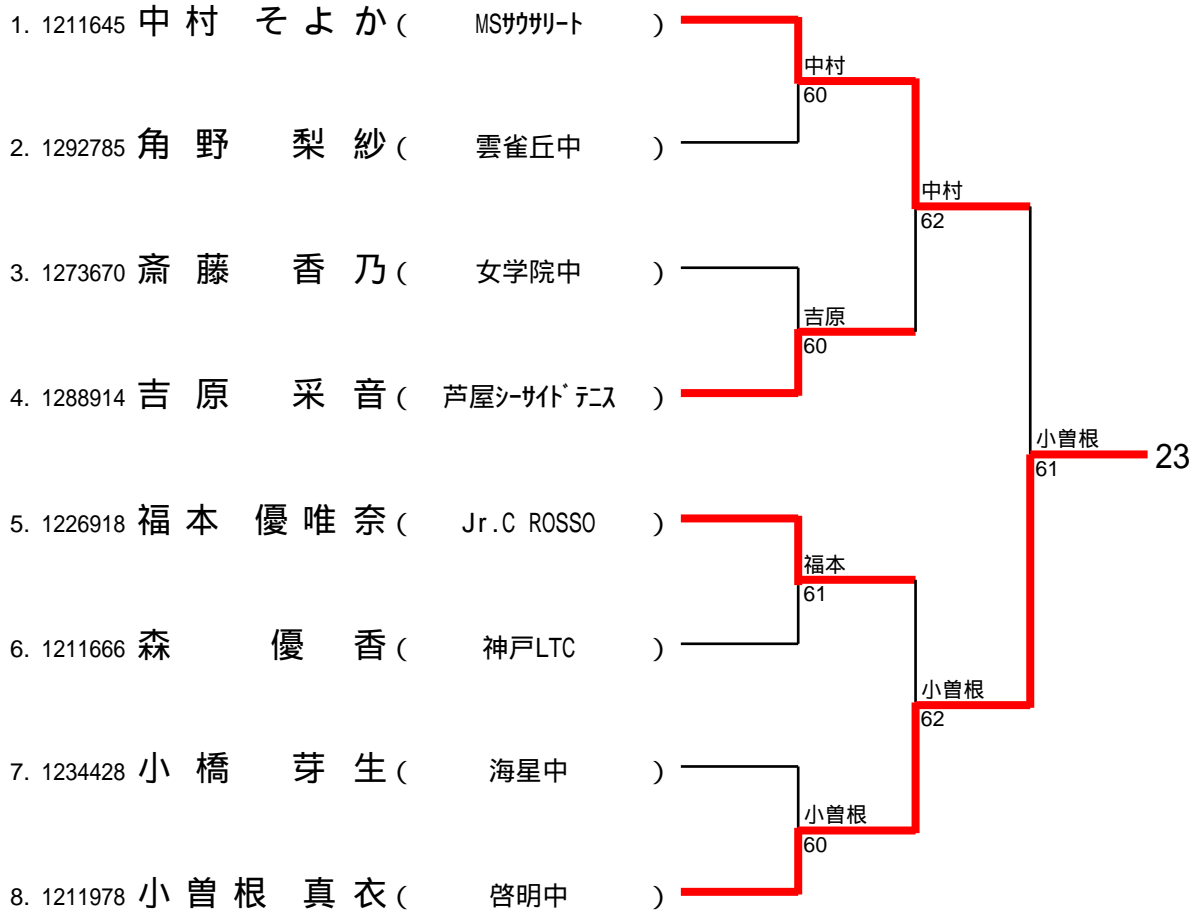 1. 1211645 中村 そよか ( MSｻｳｻﾘｰﾄ )
中村
60
2. 1292785 角野 梨紗 ( 雲雀丘中 )
中村
62
3. 1273670 斎藤 香乃 ( 女学院中 )
吉原
60
4. 1288914 吉原 采音 ( 芦屋ｼｰｻｲﾄﾞﾃﾆｽ )
小曽根
61
23
5. 1226918 福本 優唯奈 ( Jr.C ROSSO )
福本
61
6. 1211666 森 優香 ( 神戸LTC )
小曽根
62
7. 1234428 小橋 芽生 ( 海星中 )
小曽根
60
8. 1211978 小曽根 真衣 ( 啓明中 )